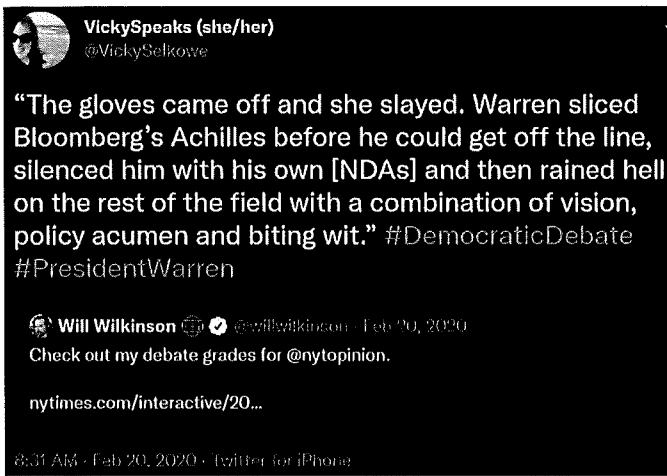 VickySpeaks (she/her)
@VickySelkowe
“The gloves came off and she slayed. Warren sliced
Bloomberg’s Achilles before he could get off the line,
silenced him with his own [NDAs] and then rained hell
on the rest of the field with a combination of vision,
policy acumen and biting wit.” #DemocraticDebate
#PresidentWarren
Will Wilkinson @willwilkinson · Feb 20, 2020
Check out my debate grades for @nytopinion.
nytimes.com/interactive/20...
8:31 AM · Feb 20, 2020 · Twitter for iPhone